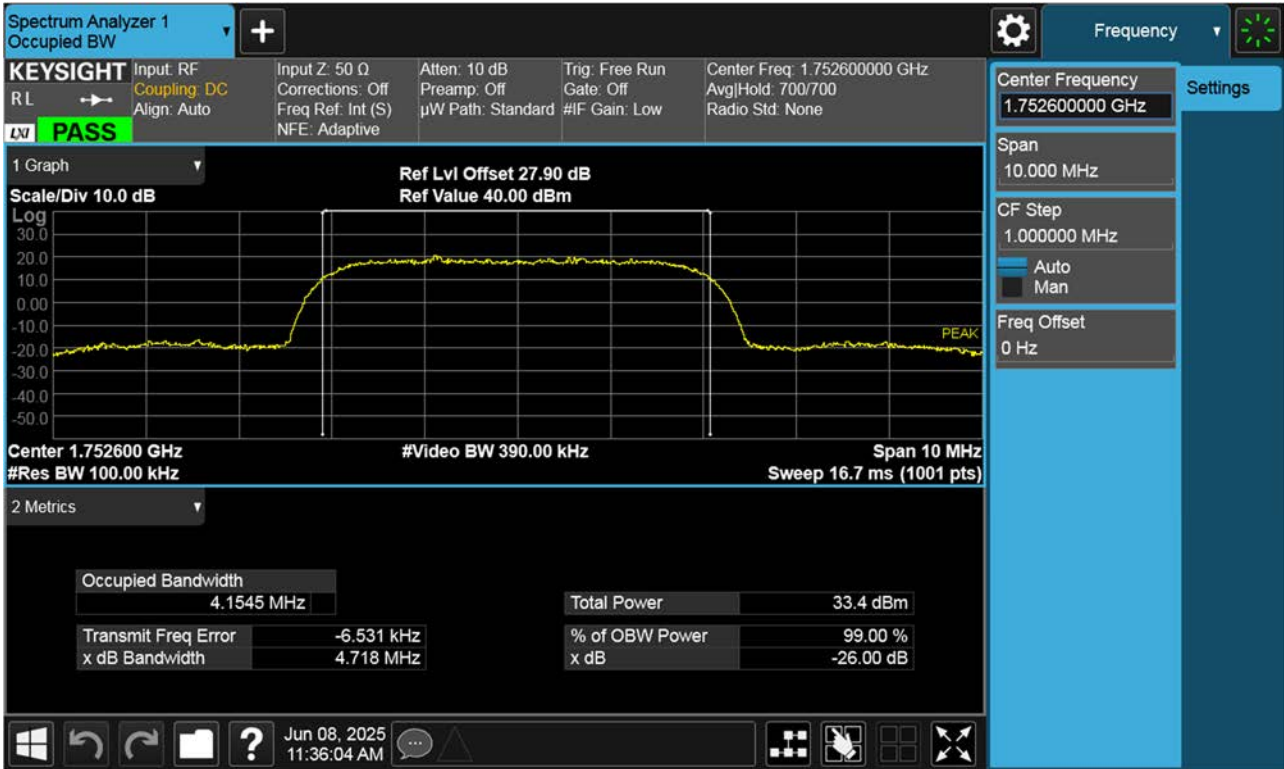 Spectrum Analyzer 1
Occupied BW
Frequency
KEYSIGHT
RL
LXI
PASS
Input: RF
Coupling: DC
Align: Auto
Input Z: 50 Ω
Corrections: Off
Freq Ref: Int (S)
NFE: Adaptive
Atten: 10 dB
Preamp: Off
µW Path: Standard
Trig: Free Run
Gate: Off
#IF Gain: Low
Center Freq: 1.752600000 GHz
Avg|Hold: 700/700
Radio Std: None
Center Frequency
1.752600000 GHz
Settings
Span
10.000 MHz
CF Step
1.000000 MHz
Auto
Man
Freq Offset
0 Hz
1 Graph
Scale/Div 10.0 dB
Ref Lvl Offset 27.90 dB
Ref Value 40.00 dBm
Log
30.0
20.0
10.0
0.00
-10.0
-20.0
-30.0
-40.0
-50.0
PEAK
Center 1.752600 GHz
#Video BW 390.00 kHz
Span 10 MHz
#Res BW 100.00 kHz
Sweep 16.7 ms (1001 pts)
2 Metrics
Occupied Bandwidth
4.1545 MHz
Total Power 33.4 dBm
Transmit Freq Error -6.531 kHz
% of OBW Power 99.00 %
x dB Bandwidth 4.718 MHz
x dB -26.00 dB
Jun 08, 2025
11:36:04 AM